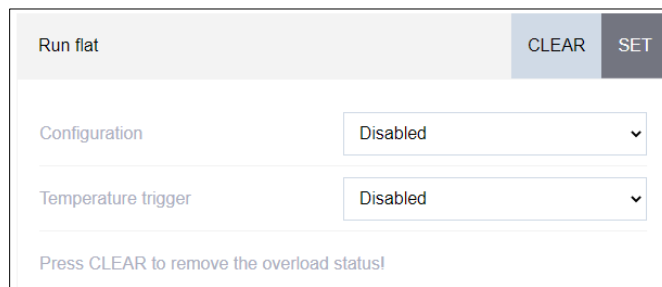 Run flat CLEAR SET
Configuration Disabled
Temperature trigger Disabled
Press CLEAR to remove the overload status!